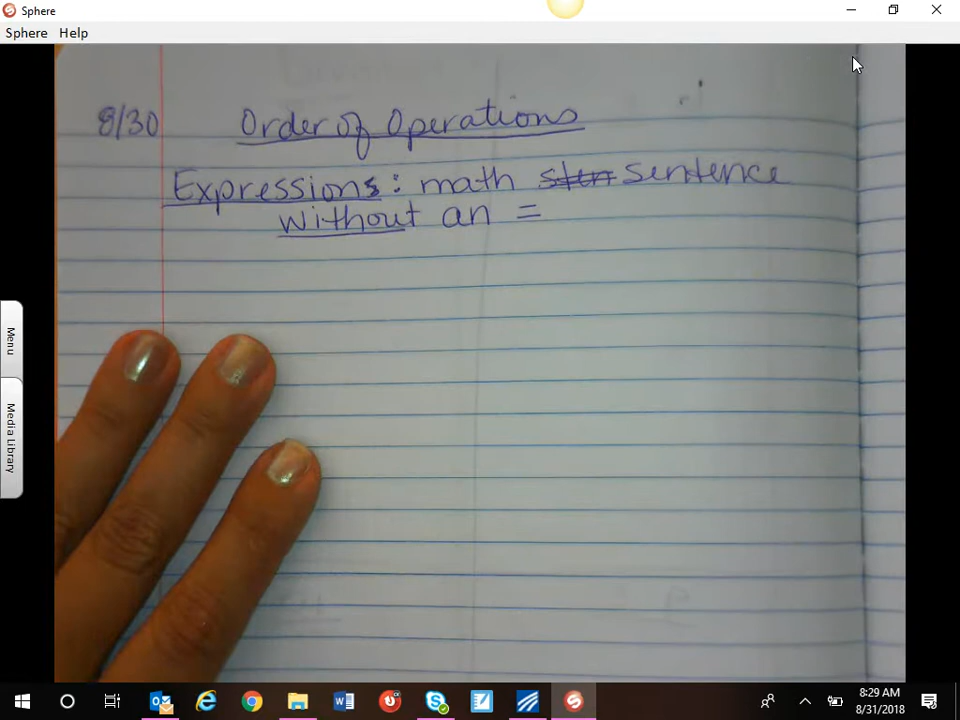 Sphere
Sphere Help
8/30 Order of Operations
Expressions: math sten sentence
without an =
Menu
Media Library
8:29 AM
8/31/2018